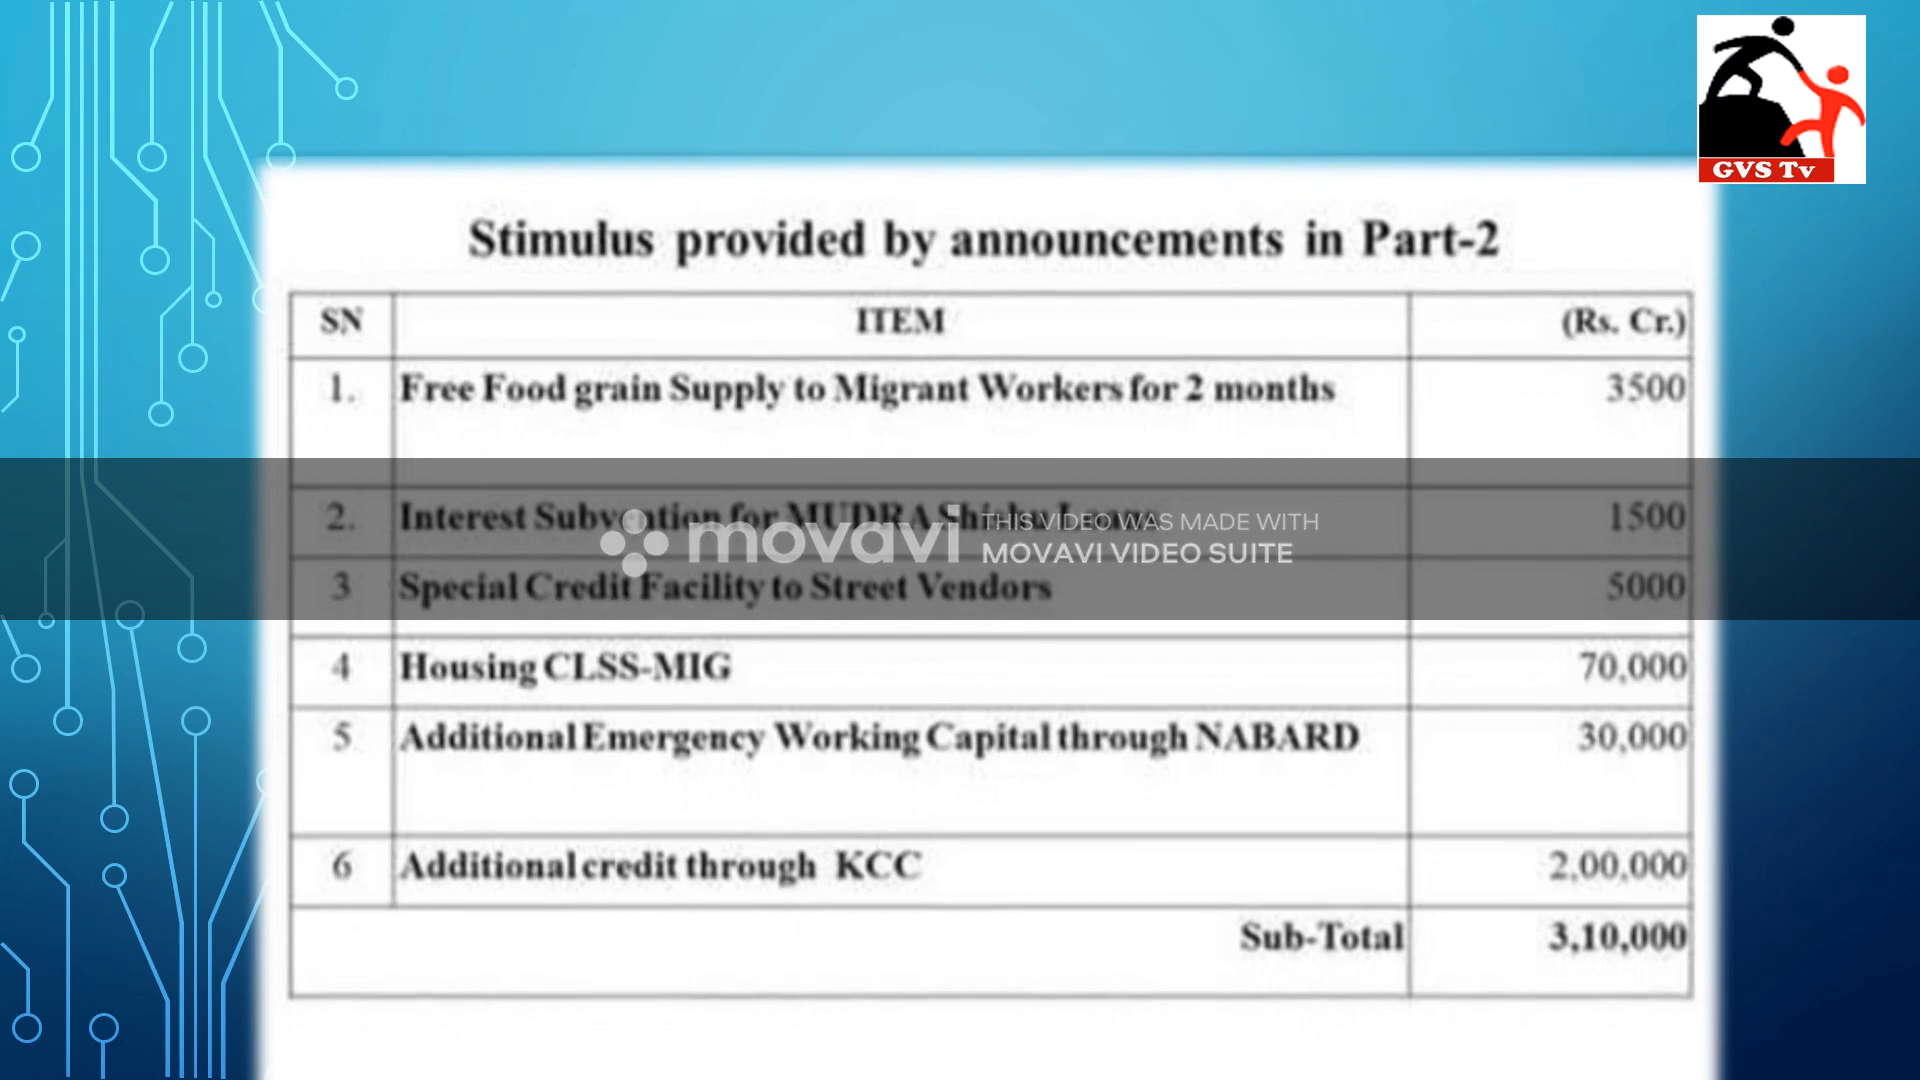 GVS Tv
Stimulus provided by announcements in Part-2
SN ITEM (Rs. Cr.)
1. Free Food grain Supply to Migrant Workers for 2 months 3500
2. Interest Subvention for MUDRA Shishu Loans 1500
movavi THIS VIDEO WAS MADE WITH
MOVAVI VIDEO SUITE
3 Special Credit Facility to Street Vendors 5000
4 Housing CLSS-MIG 70,000
5 Additional Emergency Working Capital through NABARD 30,000
6 Additional credit through KCC 2,00,000
Sub-Total 3,10,000